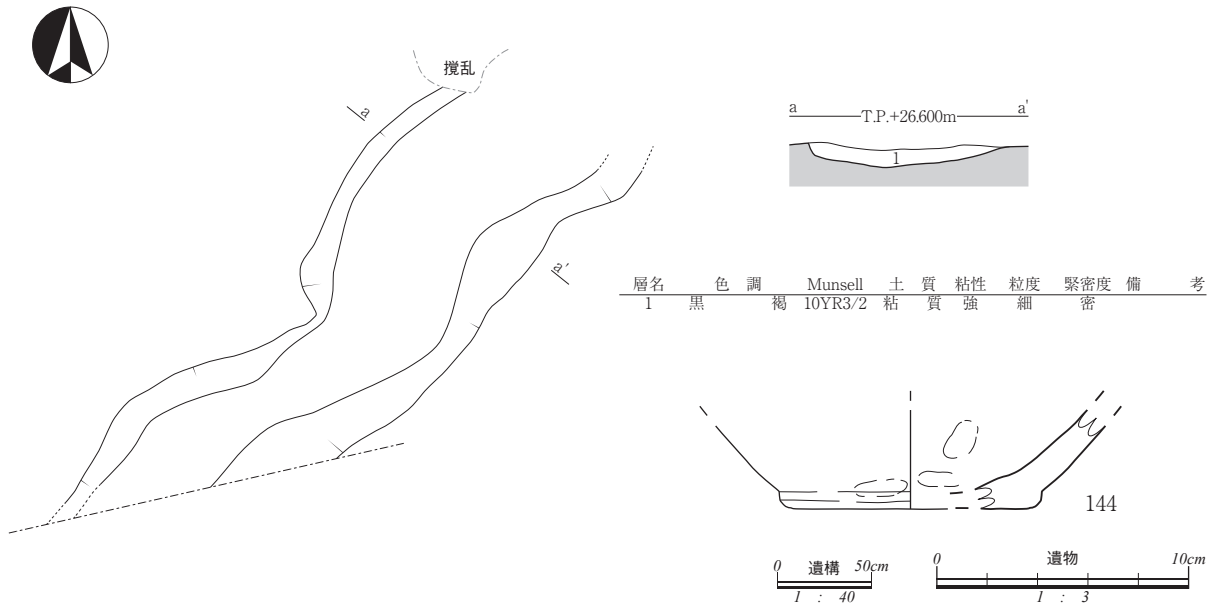 撹乱
a
a'
a a'
T.P.+26.600m
1
層名 色調 Munsell 土質 粘性 粒度 緊密度 備考
1 黒褐 10YR3/2 粘質 強 細 密
144
0 遺構 50cm
1 : 40
0 遺物 10cm
1 : 3